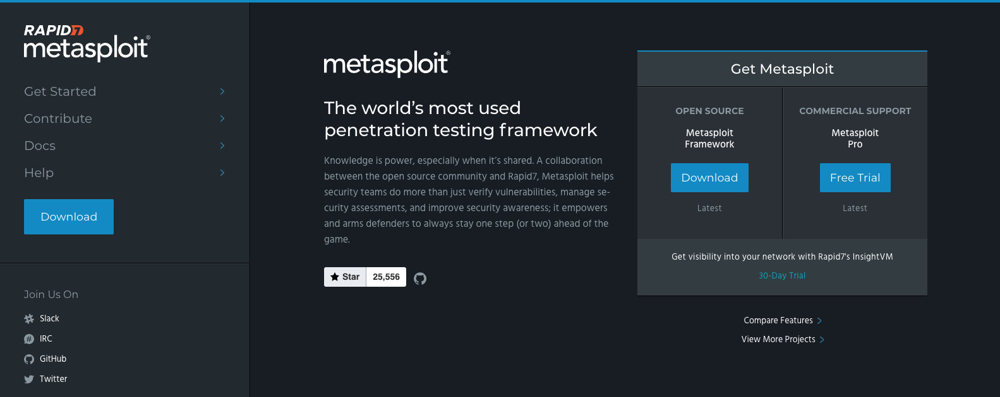 RAPID7
metasploit®
Get Started
Contribute
Docs
Help
Download
Join Us On
Slack
IRC
GitHub
Twitter
metasploit®
The world’s most used
penetration testing framework
Knowledge is power, especially when it’s shared. A collaboration
between the open source community and Rapid7, Metasploit helps
security teams do more than just verify vulnerabilities, manage se-
curity assessments, and improve security awareness; it empowers
and arms defenders to always stay one step (or two) ahead of the
game.
Star 25,556
Get Metasploit
OPEN SOURCE
Metasploit
Framework
Download
Latest
COMMERCIAL SUPPORT
Metasploit
Pro
Free Trial
Latest
Get visibility into your network with Rapid7's InsightVM
30-Day Trial
Compare Features
View More Projects